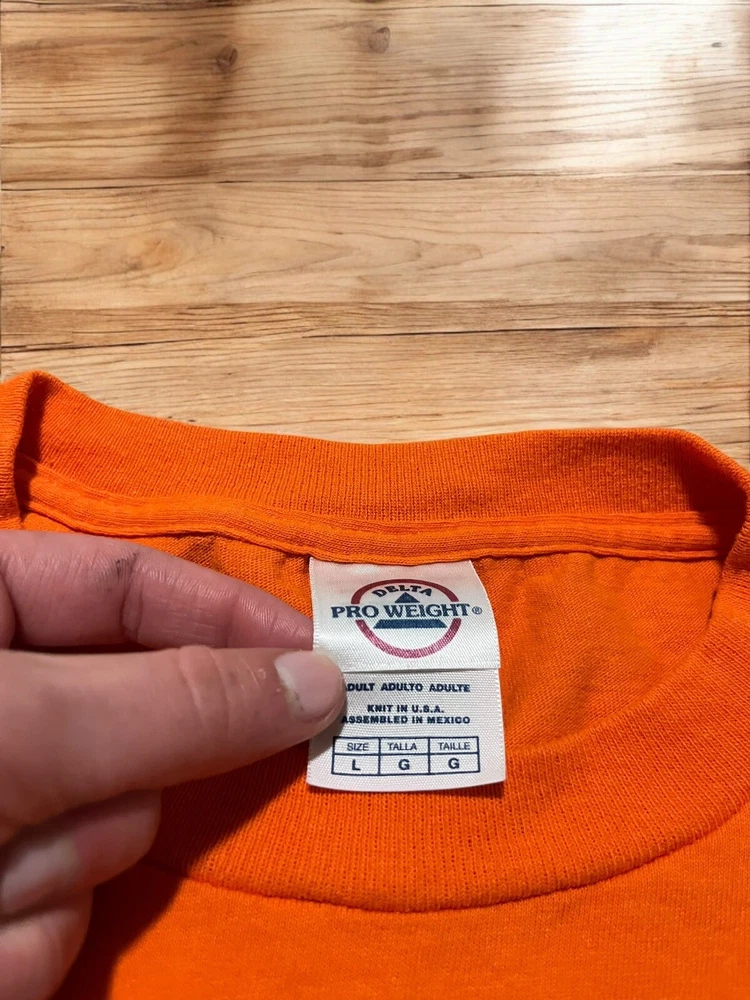 DELTA
PRO WEIGHT®
ADULT ADULTO ADULTE
KNIT IN U.S.A.
ASSEMBLED IN MEXICO
SIZE TALLA TAILLE
L G G